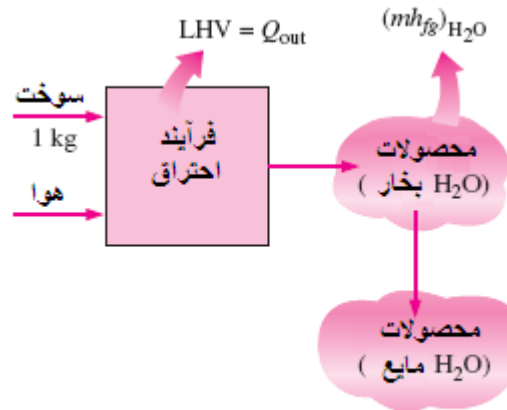 LHV = Qout
(mhfg)H2O
سوخت
1 kg
هوا
فرآیند
احتراق
محصولات
( بخار H2O)
محصولات
( مایع H2O)